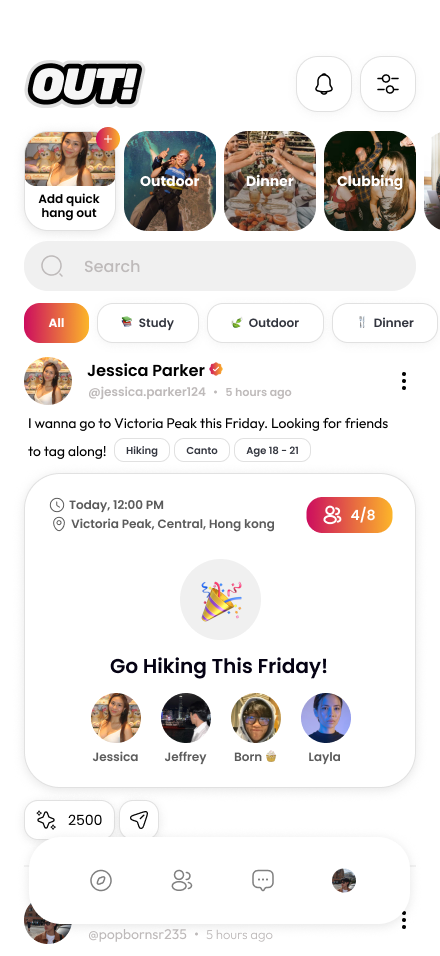 OUT!
Add quick
hang out
Outdoor
Dinner
Clubbing
Search
All
Study
Outdoor
Dinner
Jessica Parker
@jessica.parker124 • 5 hours ago
I wanna go to Victoria Peak this Friday. Looking for friends
to tag along! Hiking Canto Age 18 - 21
Today, 12:00 PM
Victoria Peak, Central, Hong kong
4/8
Go Hiking This Friday!
Jessica
Jeffrey
Born
Layla
2500
@popbornsr235 • 5 hours ago